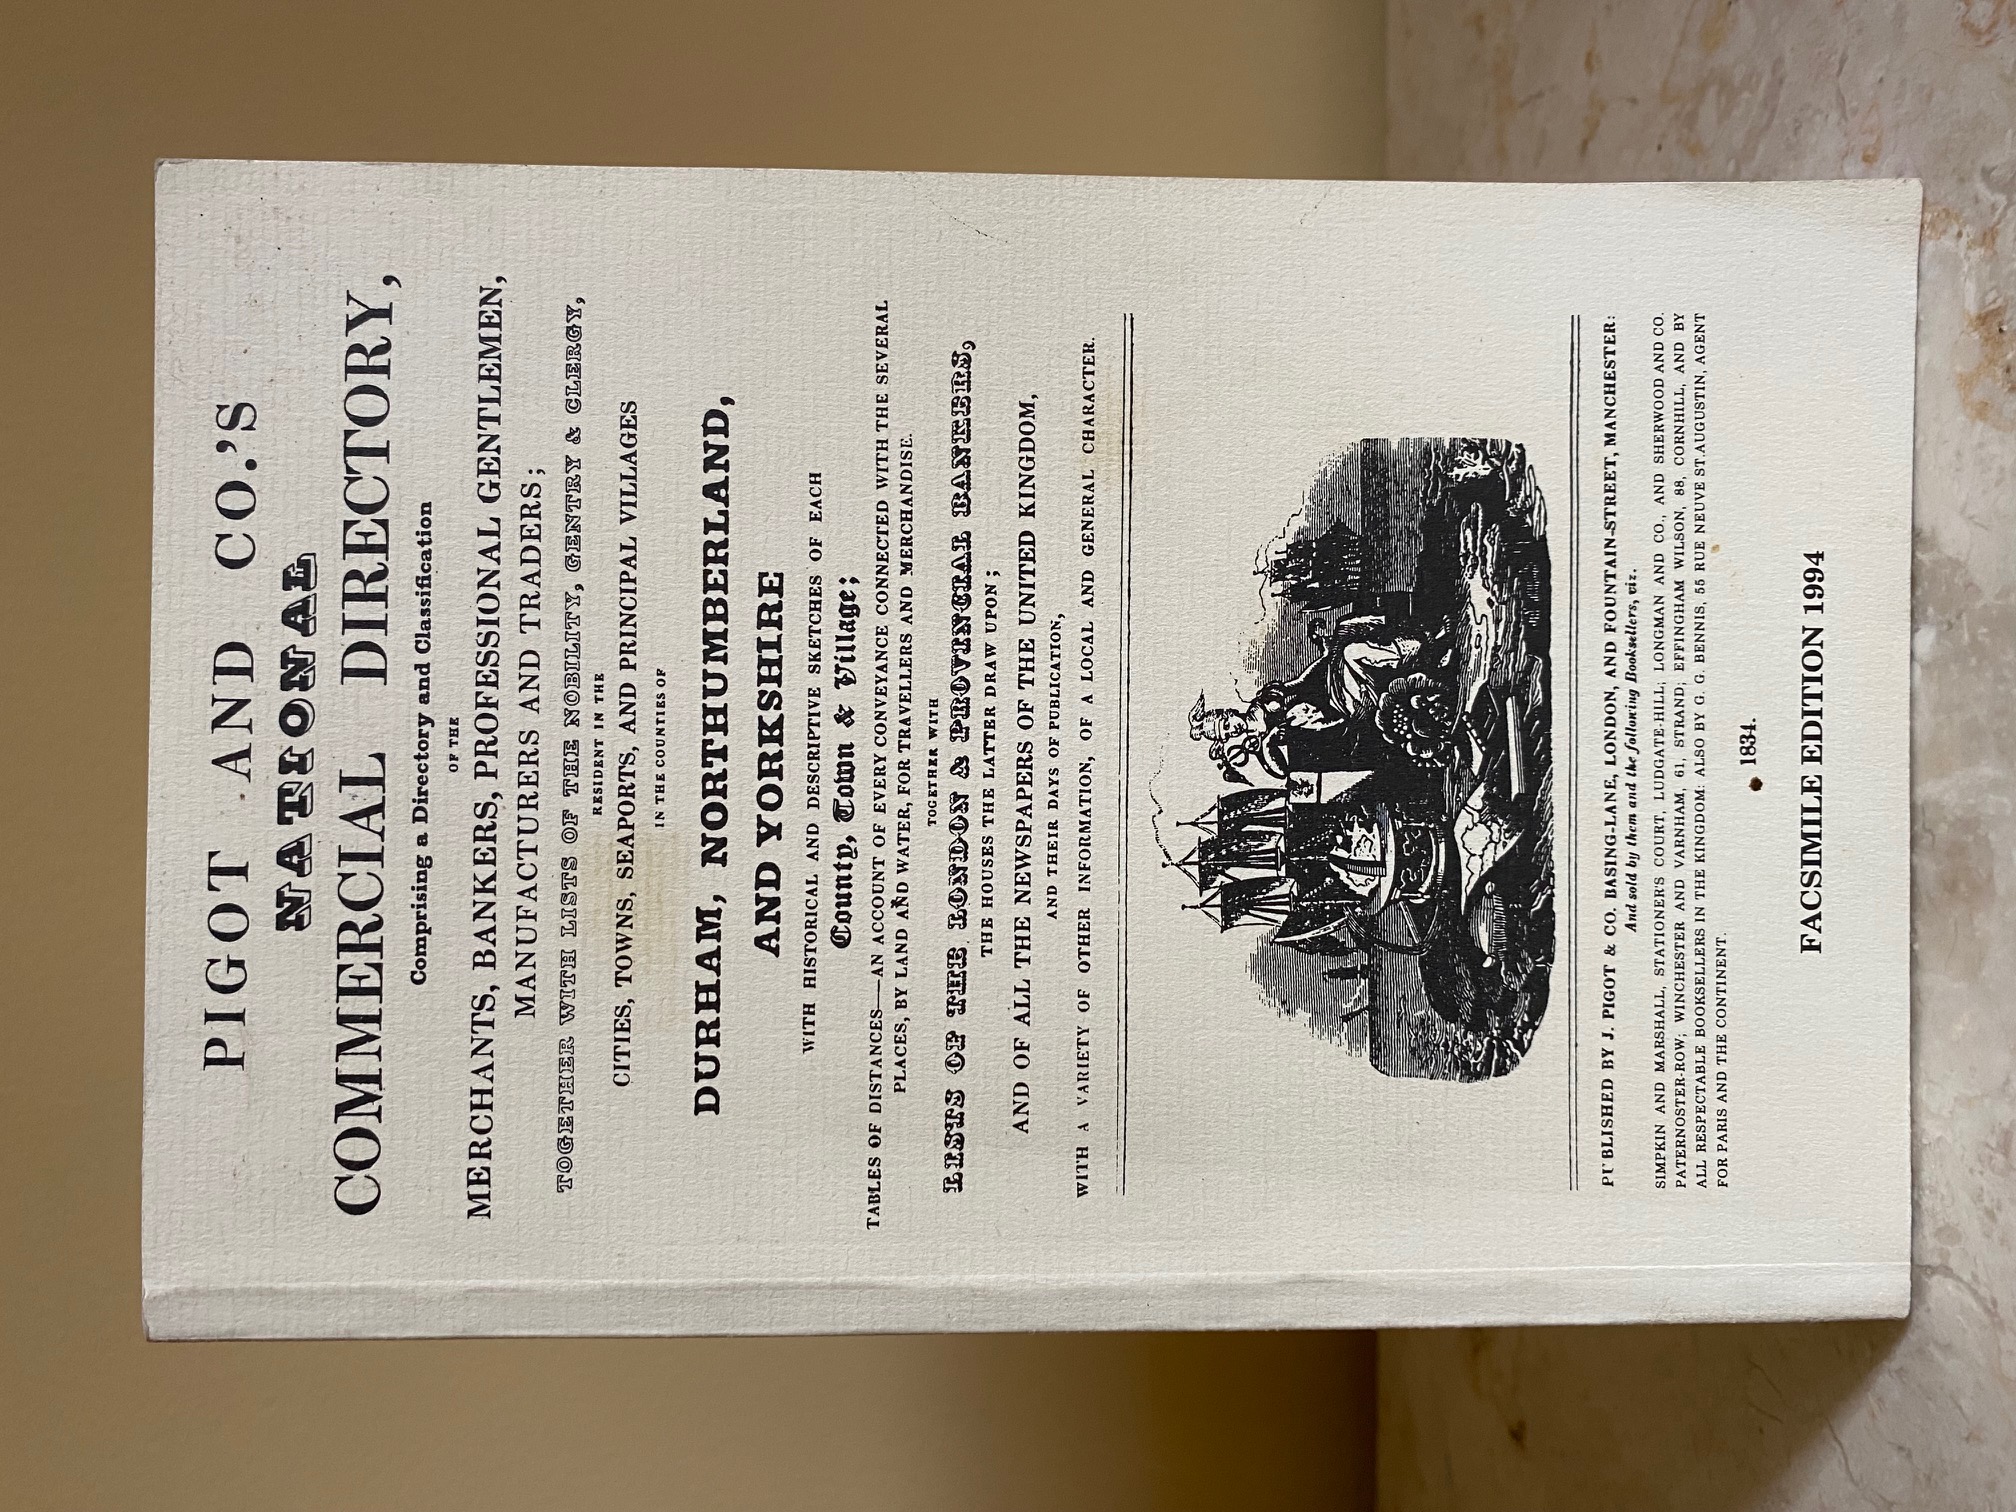 PIGOT AND CO.'S
NATIONAL
COMMERCIAL DIRECTORY,
Comprising a Directory and Classification
OF THE
MERCHANTS, BANKERS, PROFESSIONAL GENTLEMEN,
MANUFACTURERS AND TRADERS;
TOGETHER WITH LISTS OF THE NOBILITY, GENTRY & CLERGY,
RESIDENT IN THE
CITIES, TOWNS, SEAPORTS, AND PRINCIPAL VILLAGES
IN THE COUNTIES OF
DURHAM, NORTHUMBERLAND,
AND YORKSHIRE
WITH HISTORICAL AND DESCRIPTIVE SKETCHES OF EACH
County, Town & Village;
TABLES OF DISTANCES—AN ACCOUNT OF EVERY CONVEYANCE CONNECTED WITH THE SEVERAL
PLACES, BY LAND AND WATER, FOR TRAVELLERS AND MERCHANDISE.
TOGETHER WITH
LISTS OF THE LONDON & PROVINCIAL BANKERS,
THE HOUSES THE LATTER DRAW UPON;
AND OF ALL THE NEWSPAPERS OF THE UNITED KINGDOM,
AND THEIR DAYS OF PUBLICATION,
WITH A VARIETY OF OTHER INFORMATION, OF A LOCAL AND GENERAL CHARACTER.
PUBLISHED BY J. PIGOT & CO. BASING-LANE, LONDON, AND FOUNTAIN-STREET, MANCHESTER:
And sold by them and the following Booksellers, viz.
SIMPKIN AND MARSHALL, STATIONER'S COURT, LUDGATE-HILL; LONGMAN AND CO., AND SHERWOOD AND CO.
PATERNOSTER-ROW; WINCHESTER AND VARNHAM, 61, STRAND; EFFINGHAM WILSON, 88, CORNHILL, AND BY
ALL RESPECTABLE BOOKSELLERS IN THE KINGDOM: ALSO BY G. G. BENNIS, 55 RUE NEUVE ST. AUGUSTIN, AGENT
FOR PARIS AND THE CONTINENT.
1834.
FACSIMILE EDITION 1994